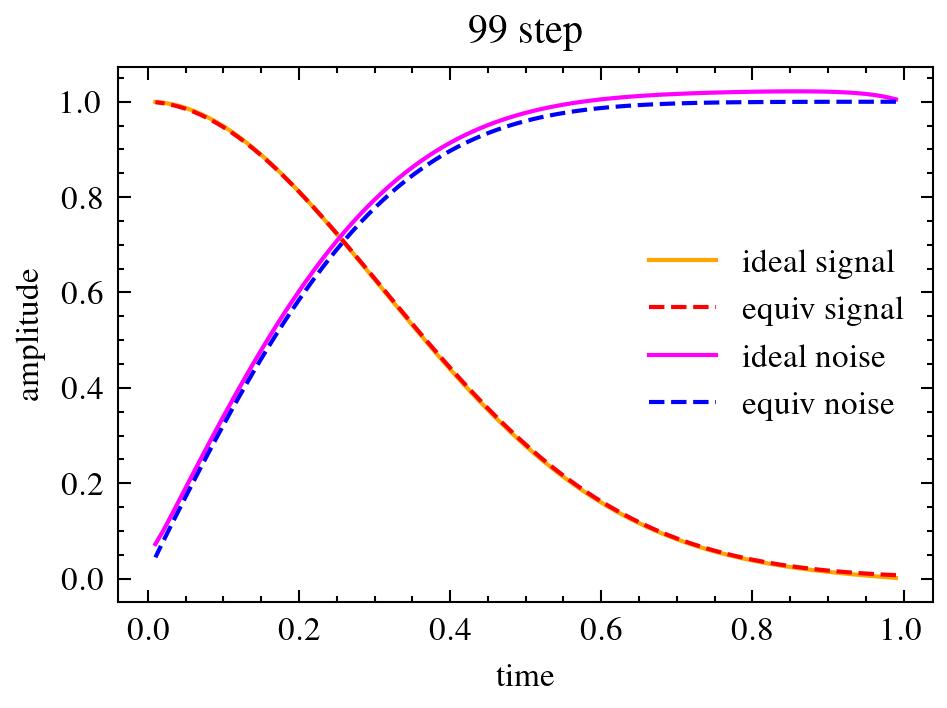 99 step
amplitude
1.0
0.8
0.6
0.4
0.2
0.0
ideal signal
equiv signal
ideal noise
equiv noise
0.0 0.2 0.4 0.6 0.8 1.0
time